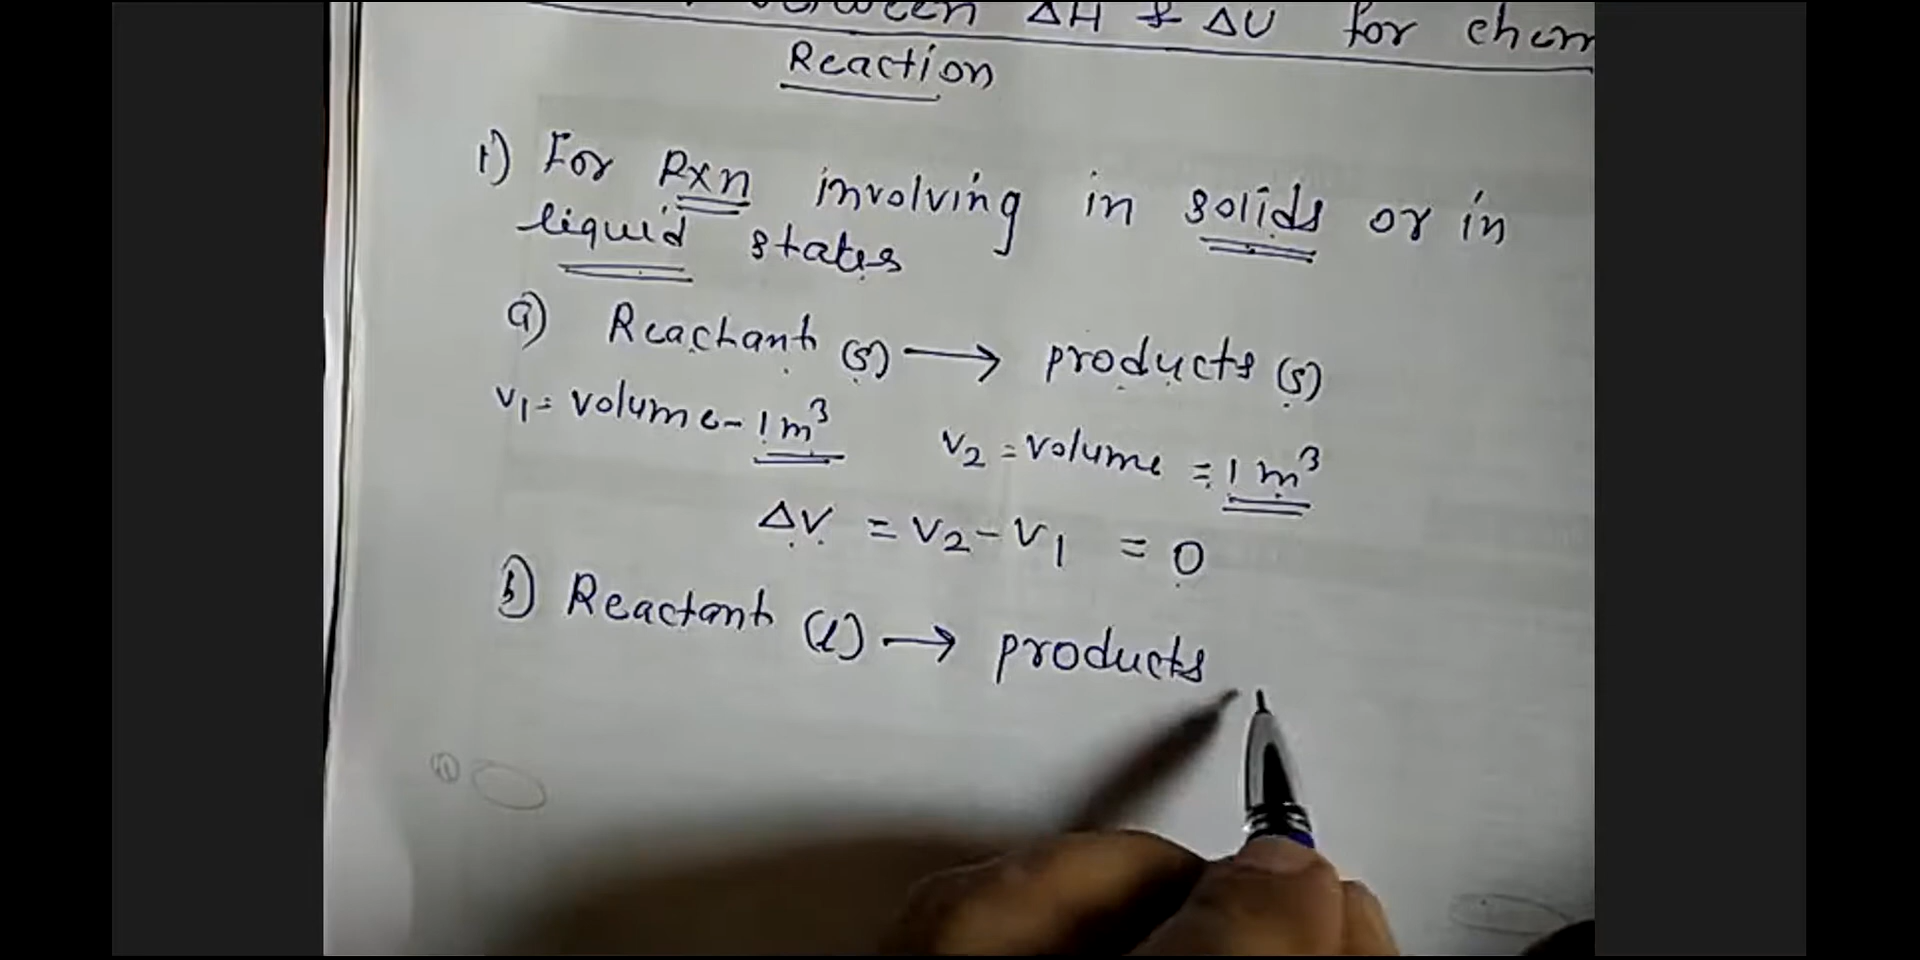 ΔH & ΔU for chem
Reaction
1) For Rxn involving in solids or in
liquid states
a) Reactant (s) → products (s)
V1 = volume - 1 m³ V2 = volume = 1 m³
ΔV = V2 - V1 = 0
b) Reactant (l) → products